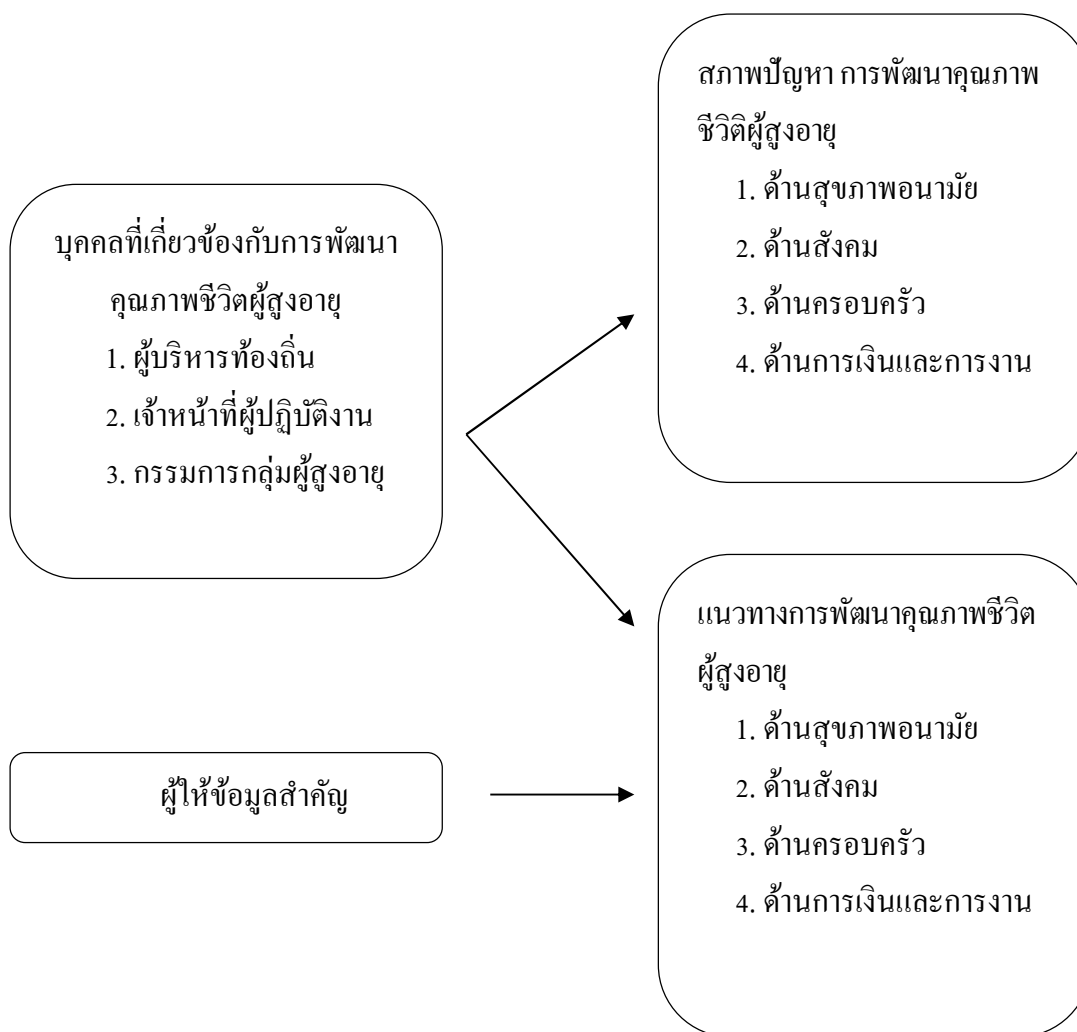 บุคคลที่เกี่ยวข้องกับการพัฒนา
คุณภาพชีวิตผู้สูงอายุ
1. ผู้บริหารท้องถิ่น
2. เจ้าหน้าที่ผู้ปฏิบัติงาน
3. กรรมการกลุ่มผู้สูงอายุ
สภาพปัญหา การพัฒนาคุณภาพ
ชีวิติผู้สูงอายุ
1. ด้านสุขภาพอนามัย
2. ด้านสังคม
3. ด้านครอบครัว
4. ด้านการเงินและการงาน
ผู้ให้ข้อมูลสำคัญ
แนวทางการพัฒนาคุณภาพชีวิต
ผู้สูงอายุ
1. ด้านสุขภาพอนามัย
2. ด้านสังคม
3. ด้านครอบครัว
4. ด้านการเงินและการงาน